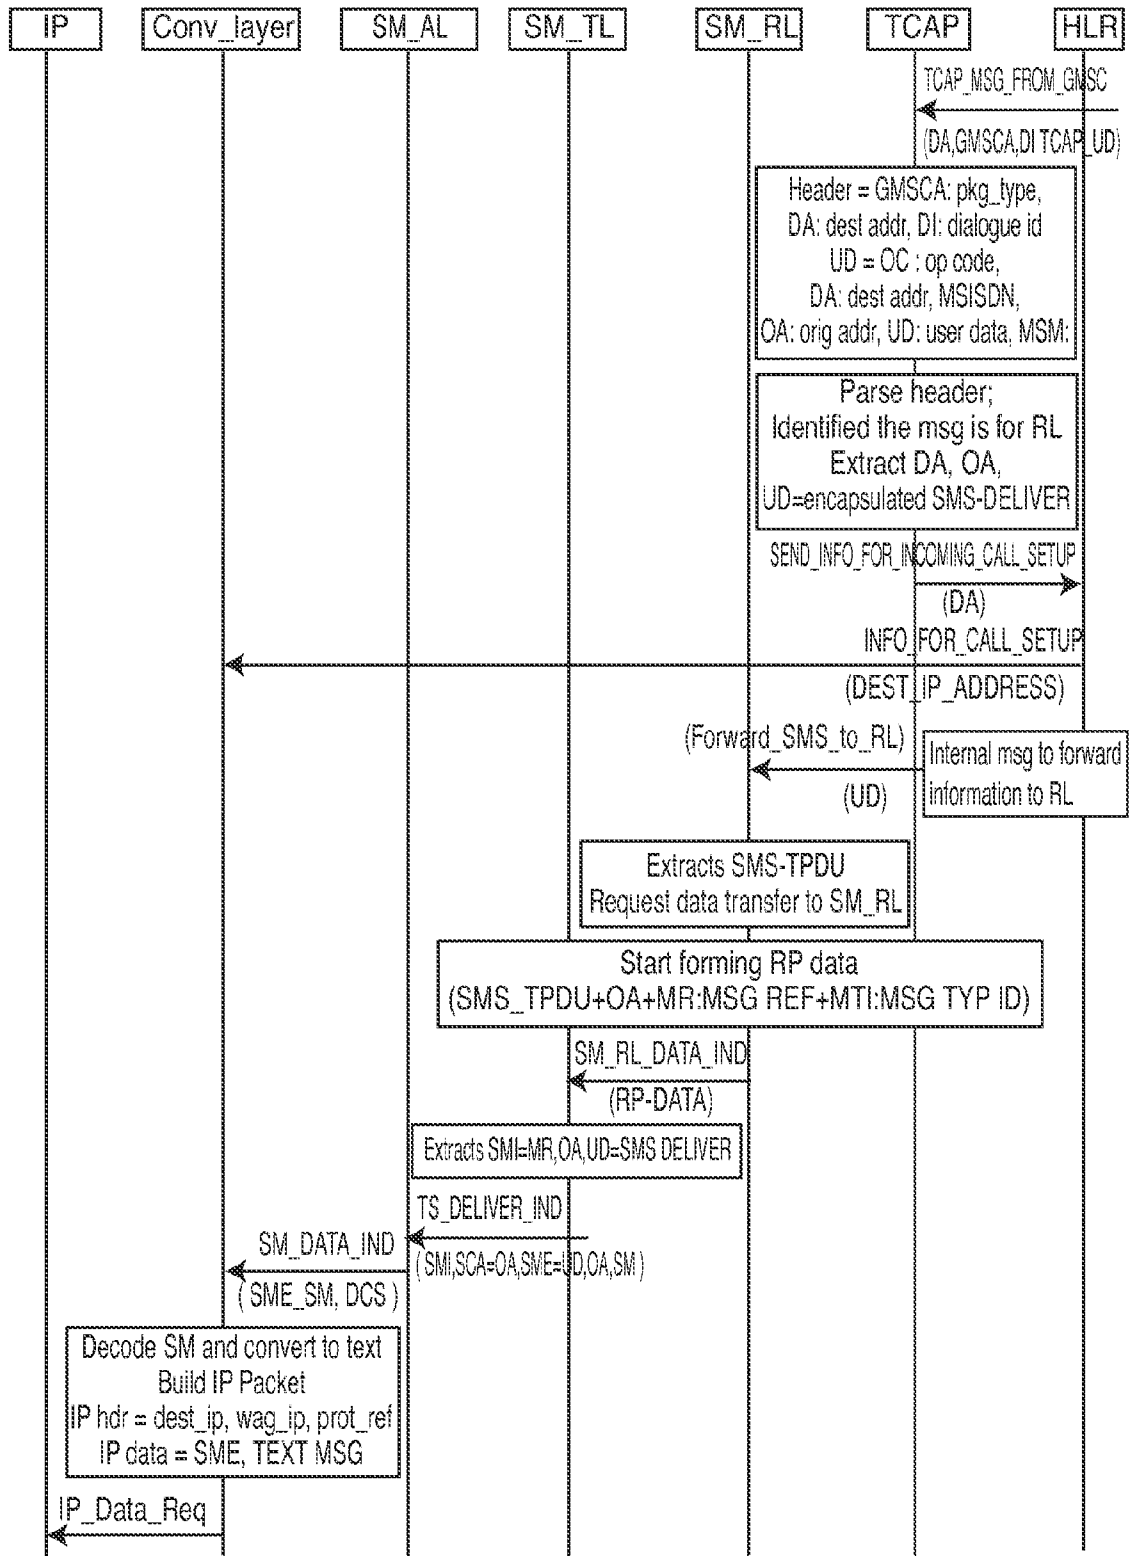 IP
Conv_layer
SM_AL
SM_TL
SM_RL
TCAP
HLR
TCAP_MSG_FROM_GMSC
(DA,GMSCA,DI TCAP_UD)
Header = GMSCA: pkg_type,
DA: dest addr, DI: dialogue id
UD = OC : op code,
DA: dest addr, MSISDN,
OA: orig addr, UD: user data, MSM:
Parse header;
Identified the msg is for RL
Extract DA, OA,
UD=encapsulated SMS-DELIVER
SEND_INFO_FOR_INCOMING_CALL_SETUP
(DA)
INFO_FOR_CALL_SETUP
(DEST_IP_ADDRESS)
(Forward_SMS_to_RL)
(UD)
Internal msg to forward
information to RL
Extracts SMS-TPDU
Request data transfer to SM_RL
Start forming RP data
(SMS_TPDU+OA+MR:MSG REF+MTI:MSG TYP ID)
SM_RL_DATA_IND
(RP-DATA)
Extracts SMI=MR,OA,UD=SMS DELIVER
TS_DELIVER_IND
( SMI,SCA=OA,SME=UD,OA,SM )
SM_DATA_IND
( SME_SM, DCS )
Decode SM and convert to text
Build IP Packet
IP hdr = dest_ip, wag_ip, prot_ref
IP data = SME, TEXT MSG
IP_Data_Req